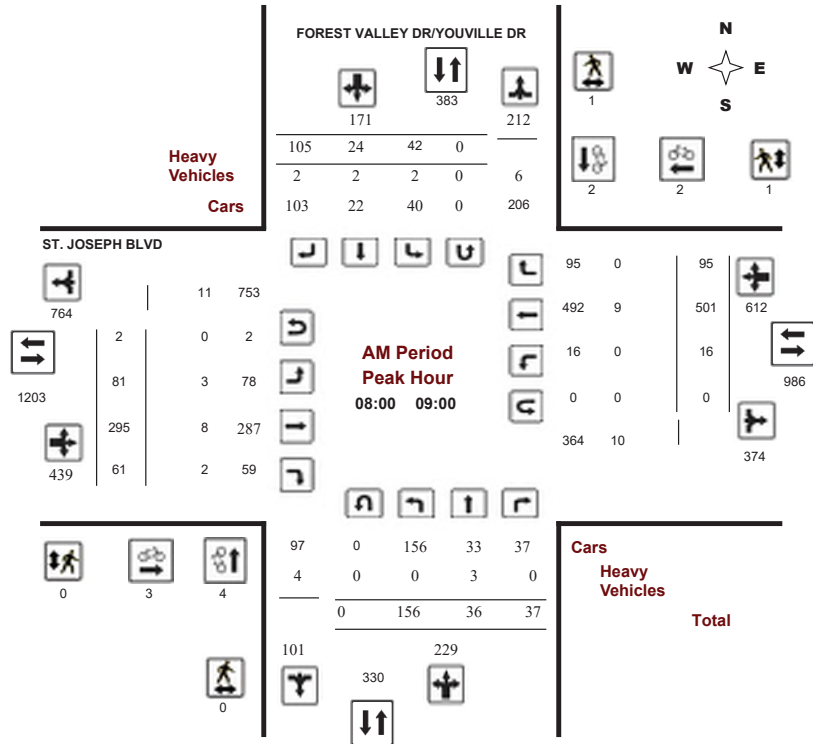 FOREST VALLEY DR/YOUVILLE DR
N
W E
S
383
1
171 212
105 24 42 0
Heavy
Vehicles
2 2 2 0 6
2 2 1
Cars 103 22 40 0 206
ST. JOSEPH BLVD
95 0 95
764 11 753
492 9 501 612
2 0 2
AM Period
16 0 16
Peak Hour
81 3 78
986
1203
08:00 09:00
0 0 0
295 8 287
364 10
439 61 2 59
374
97 0 156 33 37 Cars
4 0 0 3 0 Heavy
Vehicles
0 3 4
0 156 36 37 Total
101 229
330
0